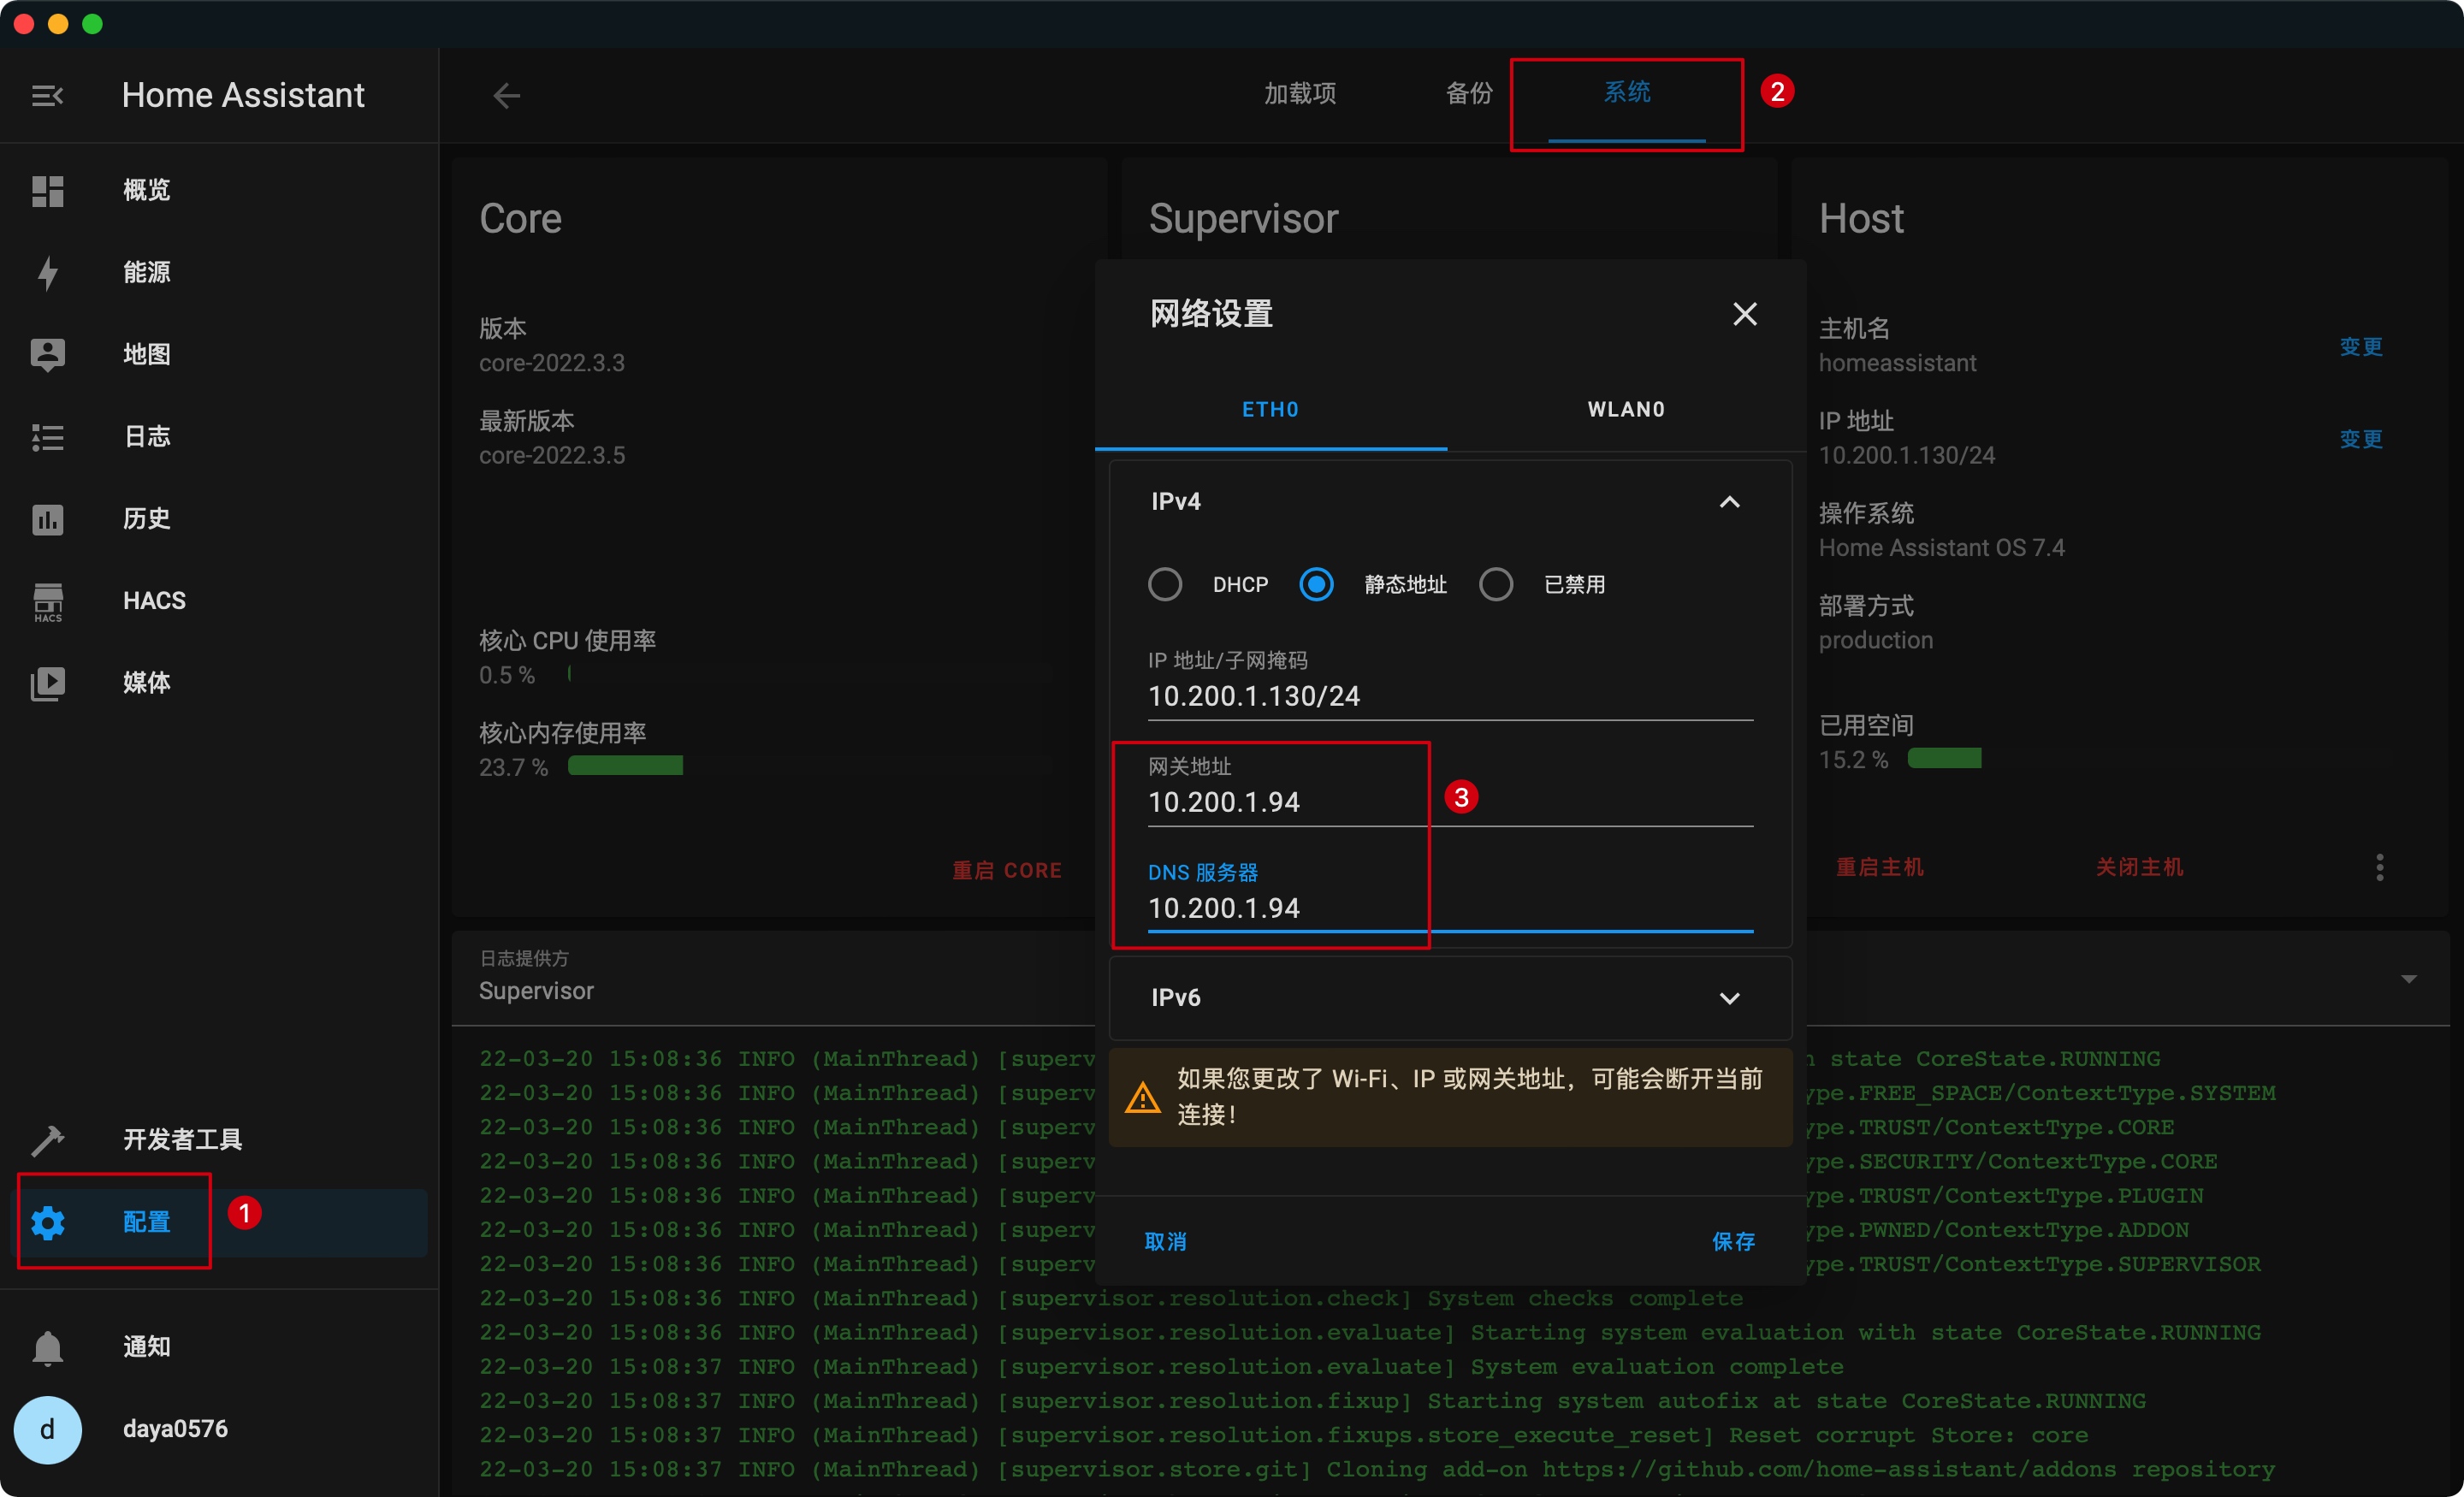 Home Assistant
概览
能源
地图
日志
历史
HACS
HACS
媒体
开发者工具
配置
1
通知
d
daya0576
加载项
备份
系统
2
Core
版本
core-2022.3.3
最新版本
core-2022.3.5
核心 CPU 使用率
0.5 %
核心内存使用率
23.7 %
重启 CORE
Supervisor
Host
主机名
homeassistant
变更
IP 地址
10.200.1.130/24
变更
操作系统
Home Assistant OS 7.4
部署方式
production
已用空间
15.2 %
重启主机
关闭主机
网络设置
ETH0
WLAN0
IPv4
DHCP
静态地址
已禁用
IP 地址/子网掩码
10.200.1.130/24
网关地址
10.200.1.94
3
DNS 服务器
10.200.1.94
IPv6
如果您更改了 Wi-Fi、IP 或网关地址，可能会断开当前
连接！
取消
保存
日志提供方
Supervisor
22-03-20 15:08:36 INFO (MainThread) [superv n state CoreState.RUNNING
22-03-20 15:08:36 INFO (MainThread) [superv ype.FREE_SPACE/ContextType.SYSTEM
22-03-20 15:08:36 INFO (MainThread) [superv ype.TRUST/ContextType.CORE
22-03-20 15:08:36 INFO (MainThread) [superv ype.SECURITY/ContextType.CORE
22-03-20 15:08:36 INFO (MainThread) [superv ype.TRUST/ContextType.PLUGIN
22-03-20 15:08:36 INFO (MainThread) [superv ype.PWNED/ContextType.ADDON
22-03-20 15:08:36 INFO (MainThread) [superv ype.TRUST/ContextType.SUPERVISOR
22-03-20 15:08:36 INFO (MainThread) [supervisor.resolution.check] System checks complete
22-03-20 15:08:36 INFO (MainThread) [supervisor.resolution.evaluate] Starting system evaluation with state CoreState.RUNNING
22-03-20 15:08:37 INFO (MainThread) [supervisor.resolution.evaluate] System evaluation complete
22-03-20 15:08:37 INFO (MainThread) [supervisor.resolution.fixup] Starting system autofix at state CoreState.RUNNING
22-03-20 15:08:37 INFO (MainThread) [supervisor.resolution.fixups.store_execute_reset] Reset corrupt Store: core
22-03-20 15:08:37 INFO (MainThread) [supervisor.store.git] Cloning add-on https://github.com/home-assistant/addons repository